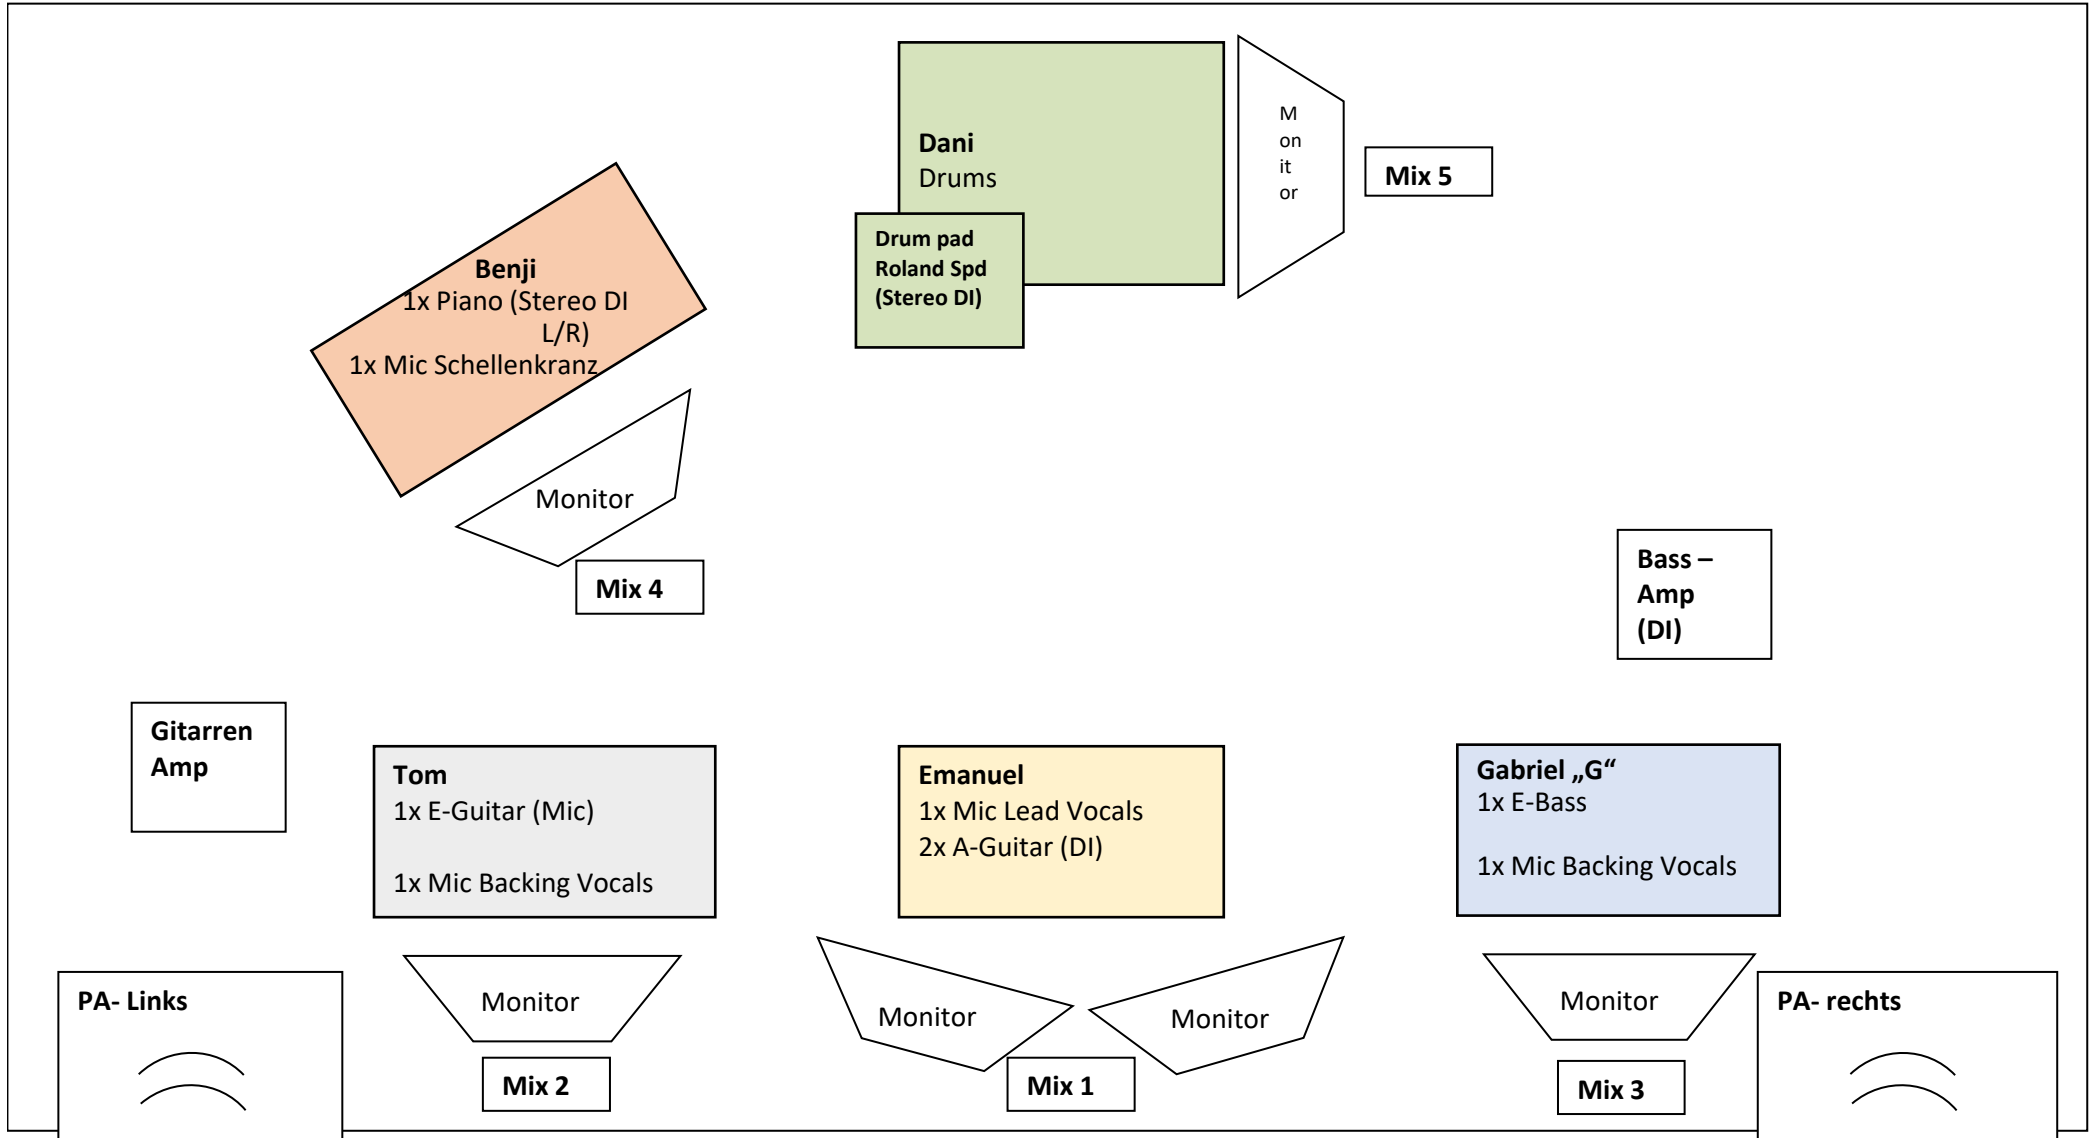 Dani
Drums
M
on
it
or
Mix 5
Drum pad
Roland Spd
(Stereo DI)
Benji
1x Piano (Stereo DI
L/R)
1x Mic Schellenkranz
Monitor
Mix 4
Bass –
Amp
(DI)
Gitarren
Amp
Tom
1x E-Guitar (Mic)
1x Mic Backing Vocals
Emanuel
1x Mic Lead Vocals
2x A-Guitar (DI)
Gabriel „G“
1x E-Bass
1x Mic Backing Vocals
PA- Links
Monitor
Mix 2
Monitor
Monitor
Mix 1
Monitor
Mix 3
PA- rechts